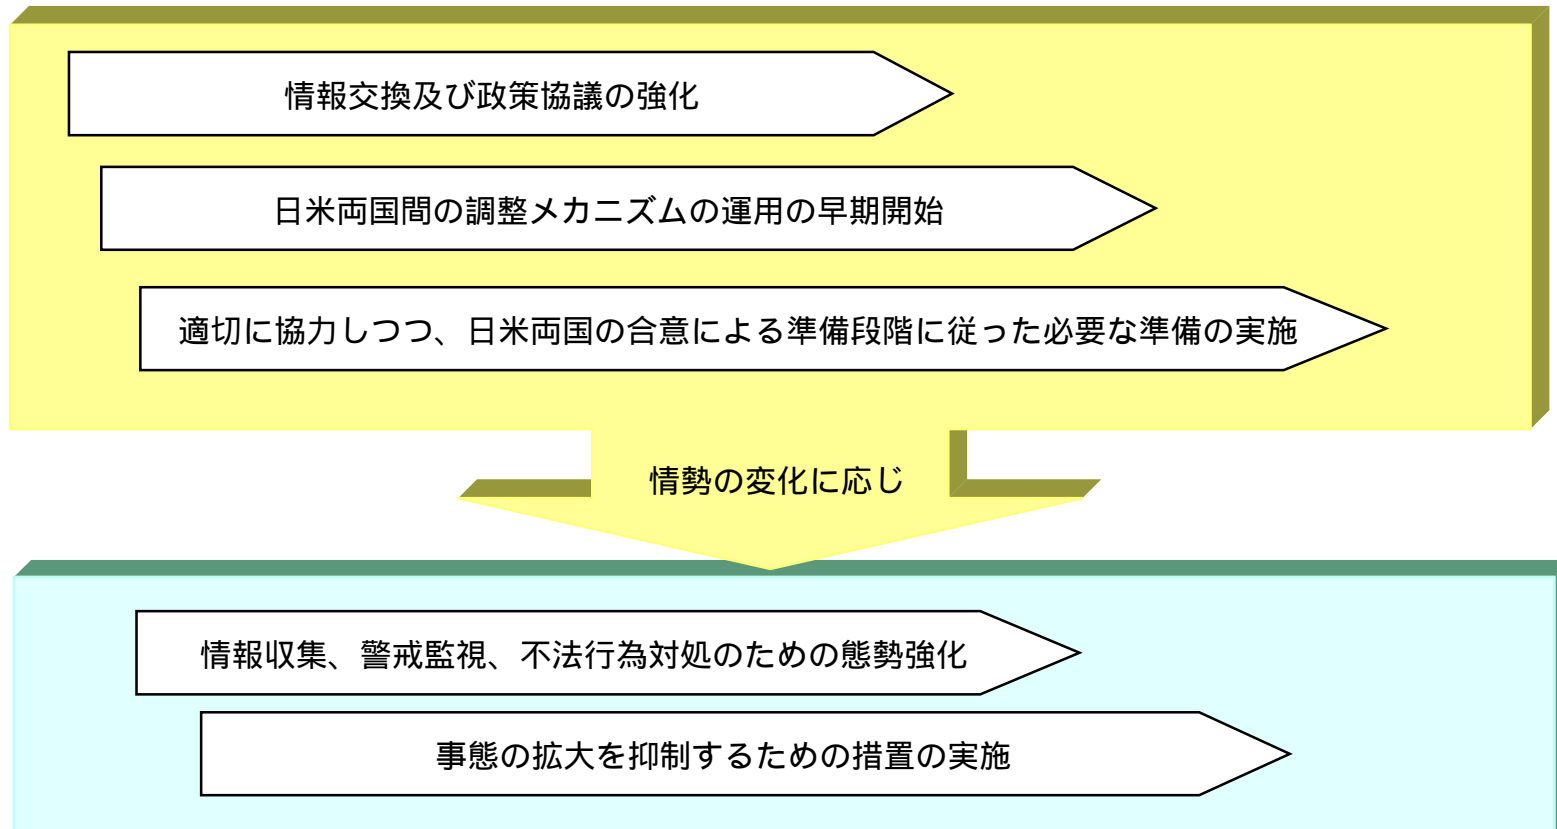 情報交換及び政策協議の強化
日米両国間の調整メカニズムの運用の早期開始
適切に協力しつつ、日米両国の合意による準備段階に従った必要な準備の実施
情勢の変化に応じ
情報収集、警戒監視、不法行為対処のための態勢強化
事態の拡大を抑制するための措置の実施